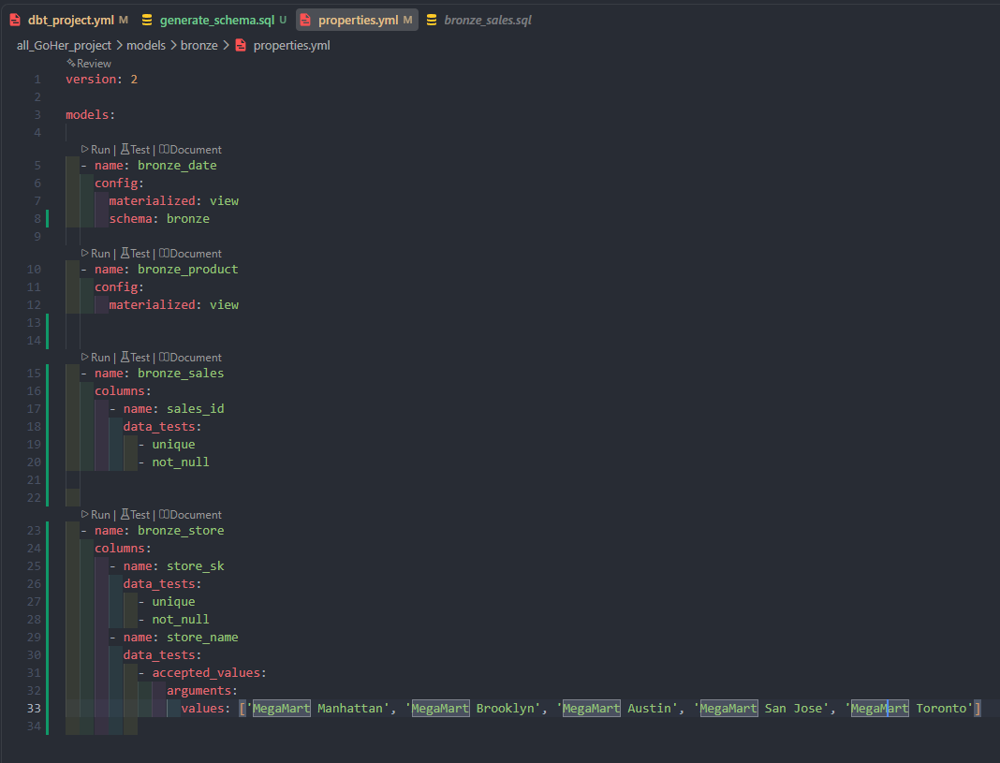 dbt_project.yml M generate_schema.sql U properties.yml M bronze_sales.sql
all_GoHer_project > models > bronze > properties.yml
Review
1 version: 2
2
3 models:
4
Run | Test | Document
5 - name: bronze_date
6 config:
7 materialized: view
8 schema: bronze
9
Run | Test | Document
10 - name: bronze_product
11 config:
12 materialized: view
13
14
Run | Test | Document
15 - name: bronze_sales
16 columns:
17 - name: sales_id
18 data_tests:
19 - unique
20 - not_null
21
22
Run | Test | Document
23 - name: bronze_store
24 columns:
25 - name: store_sk
26 data_tests:
27 - unique
28 - not_null
29 - name: store_name
30 data_tests:
31 - accepted_values:
32 arguments:
33 values: ['MegaMart Manhattan', 'MegaMart Brooklyn', 'MegaMart Austin', 'MegaMart San Jose', 'MegaMart Toronto']
34